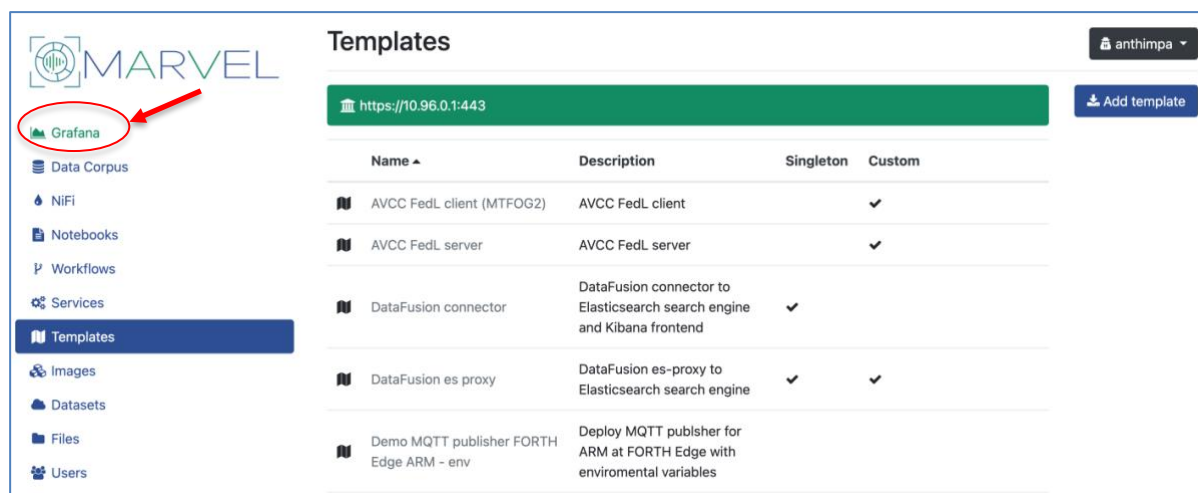 MARVEL
Templates
anthimpa
https://10.96.0.1:443
Add template
Grafana
Data Corpus
NiFi
Notebooks
Workflows
Services
Templates
Images
Datasets
Files
Users
Name Description Singleton Custom
AVCC FedL client (MTFOG2) AVCC FedL client
AVCC FedL server AVCC FedL server
DataFusion connector
DataFusion connector to
Elasticsearch search engine
and Kibana frontend
DataFusion es proxy
DataFusion es-proxy to
Elasticsearch search engine
Demo MQTT publisher FORTH
Edge ARM - env
Deploy MQTT publsher for
ARM at FORTH Edge with
enviromental variables